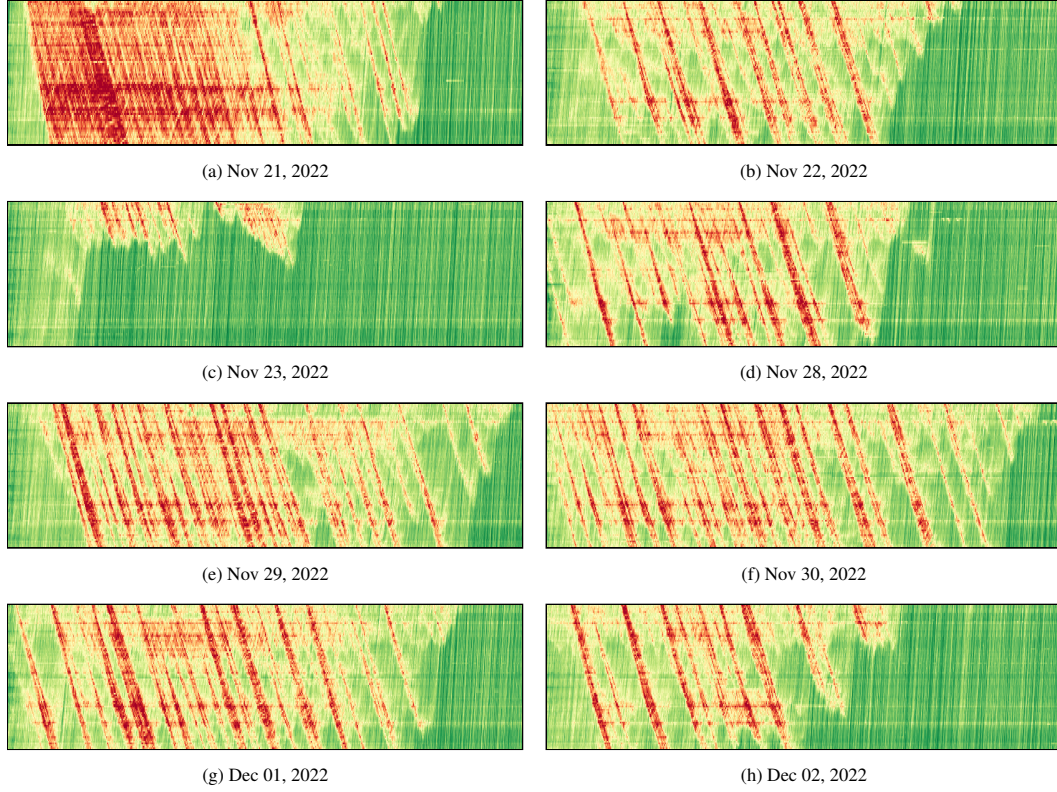 (a) Nov 21, 2022
(b) Nov 22, 2022
(c) Nov 23, 2022
(d) Nov 28, 2022
(e) Nov 29, 2022
(f) Nov 30, 2022
(g) Dec 01, 2022
(h) Dec 02, 2022